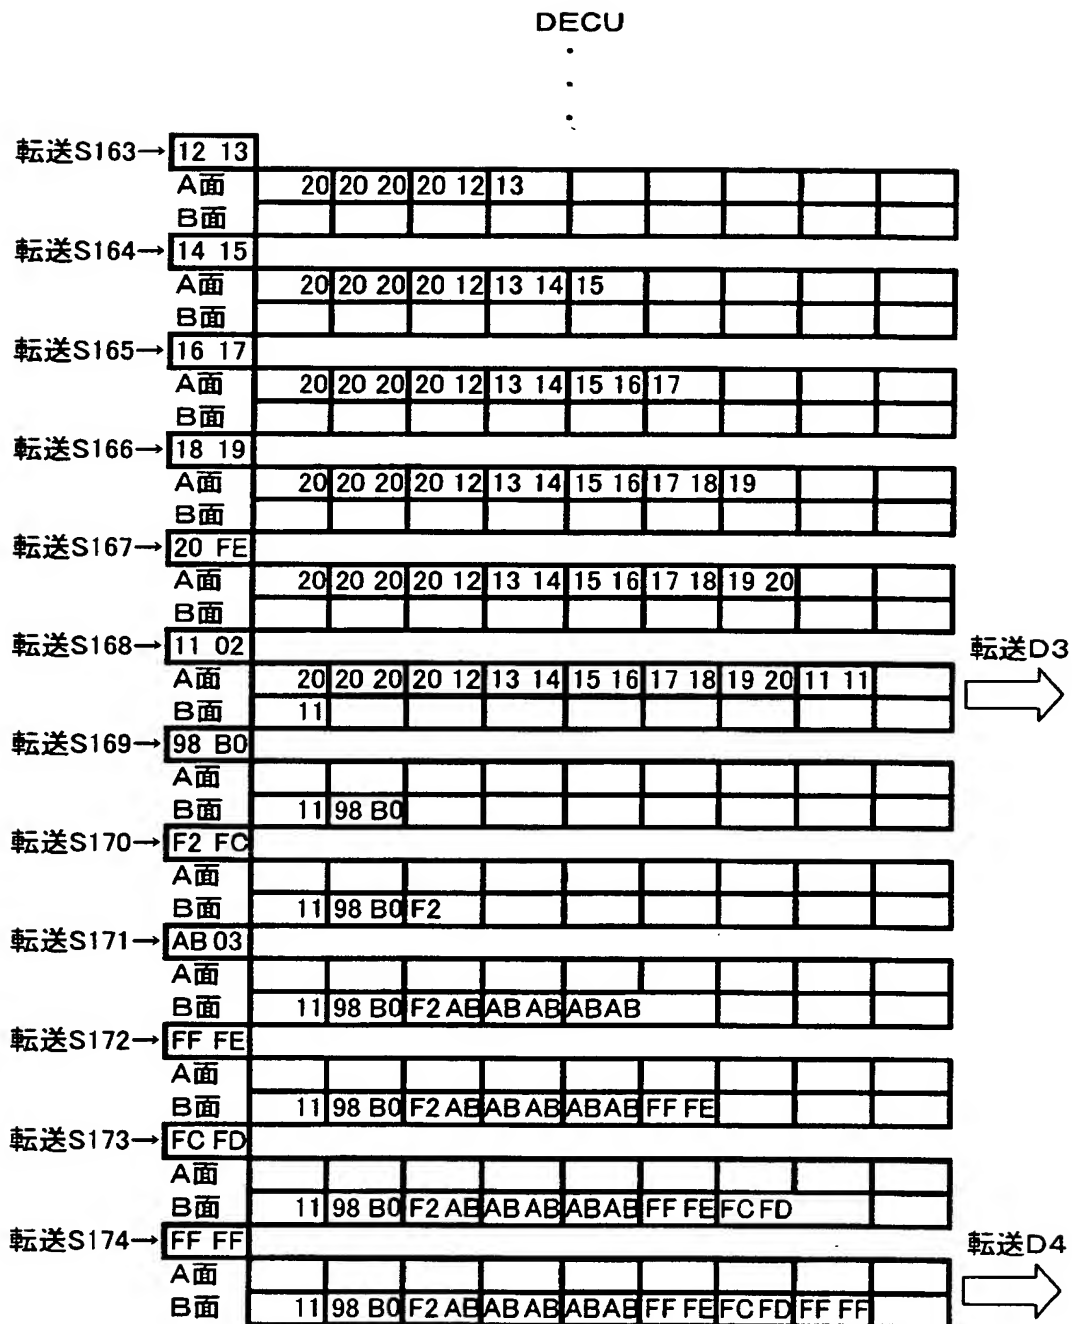 DECU
転送S163→ 12 13
A面 20 20 20 20 12 13
B面
転送S164→ 14 15
A面 20 20 20 20 12 13 14 15
B面
転送S165→ 16 17
A面 20 20 20 20 12 13 14 15 16 17
B面
転送S166→ 18 19
A面 20 20 20 20 12 13 14 15 16 17 18 19
B面
転送S167→ 20 FE
A面 20 20 20 20 12 13 14 15 16 17 18 19 20
B面
転送S168→ 11 02 転送D3
A面 20 20 20 20 12 13 14 15 16 17 18 19 20 11 11
B面 11
転送S169→ 98 B0
A面
B面 11 98 B0
転送S170→ F2 FC
A面
B面 11 98 B0 F2
転送S171→ AB 03
A面
B面 11 98 B0 F2 AB AB AB AB AB
転送S172→ FF FE
A面
B面 11 98 B0 F2 AB AB AB AB AB FF FE
転送S173→ FC FD
A面
B面 11 98 B0 F2 AB AB AB AB AB FF FE FC FD
転送S174→ FF FF 転送D4
A面
B面 11 98 B0 F2 AB AB AB AB AB FF FE FC FD FF FF